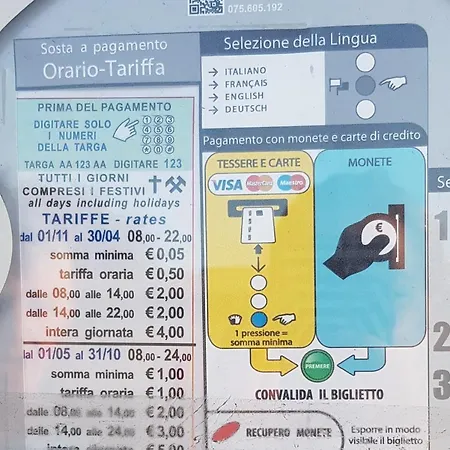 075.605.192
Sosta a pagamento
Orario-Tariffa
PRIMA DEL PAGAMENTO
DIGITARE SOLO
I NUMERI
DELLA TARGA
TARGA AA 123 AA DIGITARE 123
TUTTI I GIORNI
COMPRESI I FESTIVI
all days including holidays
TARIFFE - rates
dal 01/11 al 30/04 08,00 - 22,00
somma minima € 0,05
tariffa oraria € 0,50
dalle 08,00 alle 14,00 € 2,00
dalle 14,00 alle 22,00 € 2,00
intera giornata € 4,00
dal 01/05 al 31/10 08,00 - 24,00
somma minima € 1,00
tariffa oraria € 1,00
dalle 08,00 alle 14,00 € 2,00
dalle 14,00 alle 24,00 € 3,00
intera giornata
Selezione della Lingua
→ ITALIANO
→ FRANÇAIS
→ ENGLISH
→ DEUTSCH
Pagamento con monete e carte di credito
TESSERE E CARTE
VISA MasterCard Maestro
1 pressione =
somma minima
MONETE
€
PREMERE
CONVALIDA IL BIGLIETTO
RECUPERO MONETE
Esporre in modo
visibile il biglietto
1
2
3